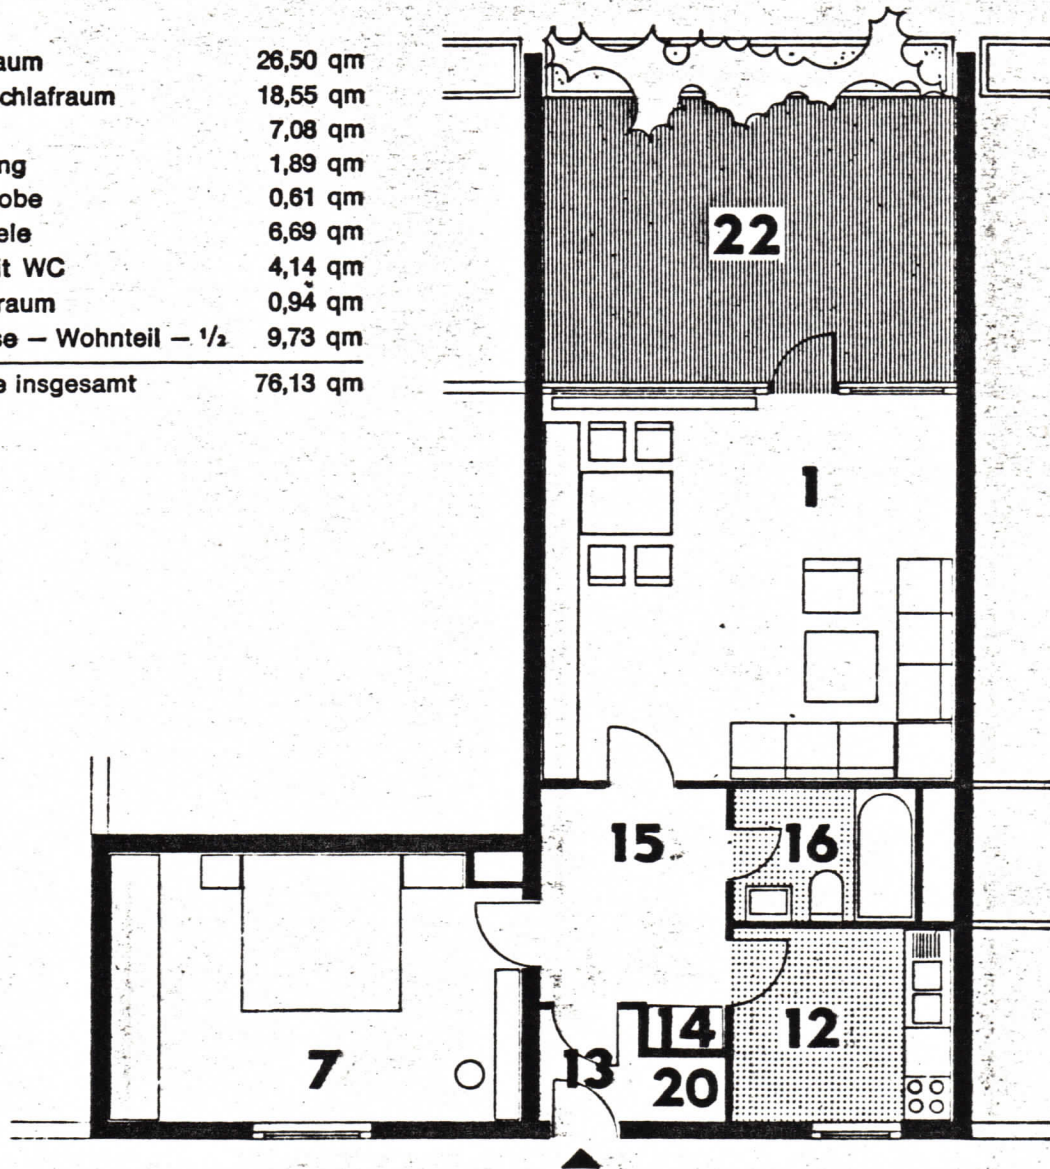 aum 26,50 qm
chlafraum 18,55 qm
7,08 qm
ng 1,89 qm
obe 0,61 qm
ele 6,69 qm
it WC 4,14 qm
raum 0,94 qm
se – Wohnteil – ½ 9,73 qm
e insgesamt 76,13 qm
22
1
15
16
14
12
7
13
20